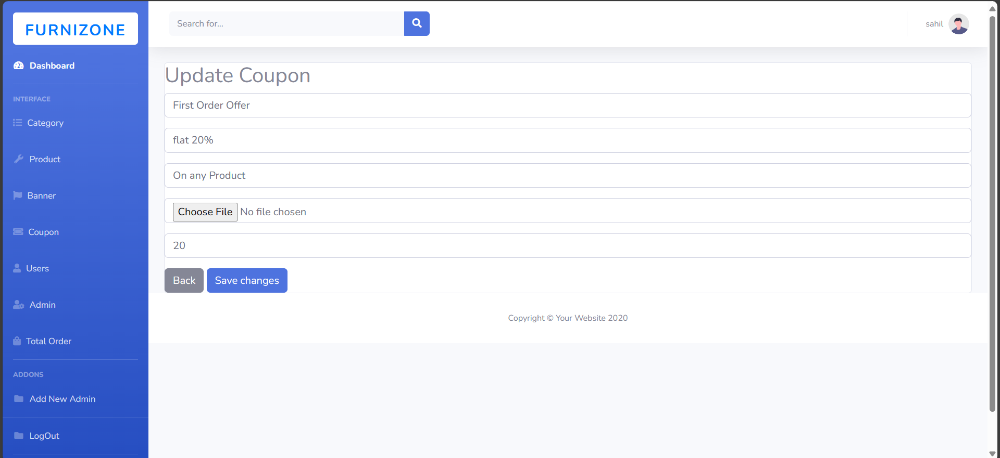 FURNIZONE
Dashboard
INTERFACE
Category
Product
Banner
Coupon
Users
Admin
Total Order
ADDONS
Add New Admin
LogOut
Search for...
sahil
Update Coupon
First Order Offer
flat 20%
On any Product
Choose File No file chosen
20
Back Save changes
Copyright © Your Website 2020